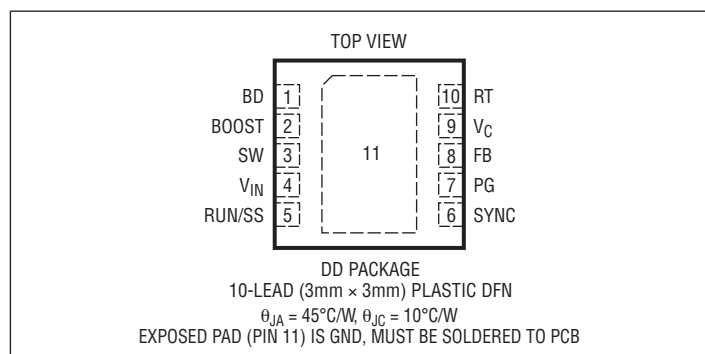 TOP VIEW
BD 1 10 RT
BOOST 2 9 VC
SW 3 11 8 FB
VIN 4 7 PG
RUN/SS 5 6 SYNC
DD PACKAGE
10-LEAD (3mm × 3mm) PLASTIC DFN
θJA = 45°C/W, θJC = 10°C/W
EXPOSED PAD (PIN 11) IS GND, MUST BE SOLDERED TO PCB